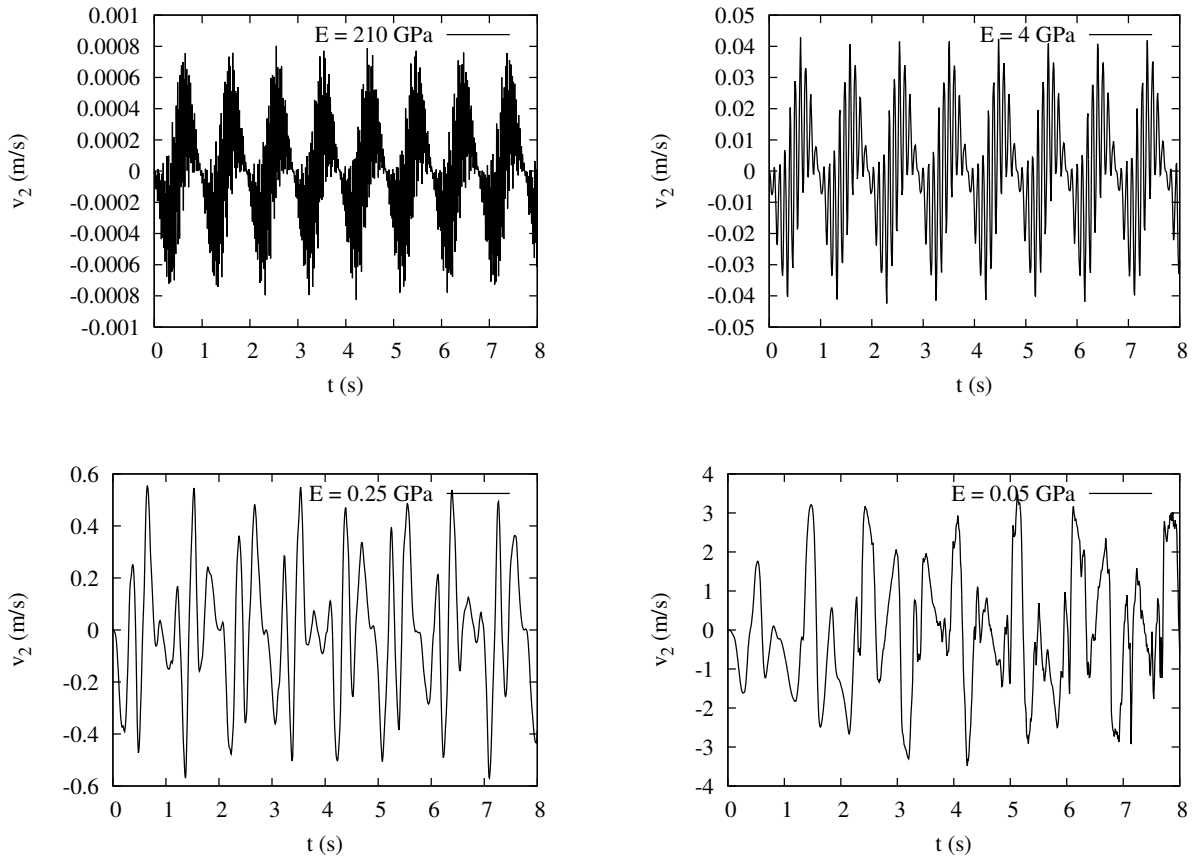 E = 210 GPa
0.001
0.0008
0.0006
0.0004
0.0002
0
-0.0002
-0.0004
-0.0006
-0.0008
-0.001
v2 (m/s)
0 1 2 3 4 5 6 7 8
t (s)
E = 4 GPa
0.05
0.04
0.03
0.02
0.01
0
-0.01
-0.02
-0.03
-0.04
-0.05
v2 (m/s)
0 1 2 3 4 5 6 7 8
t (s)
E = 0.25 GPa
0.6
0.4
0.2
0
-0.2
-0.4
-0.6
v2 (m/s)
0 1 2 3 4 5 6 7 8
t (s)
E = 0.05 GPa
4
3
2
1
0
-1
-2
-3
-4
v2 (m/s)
0 1 2 3 4 5 6 7 8
t (s)